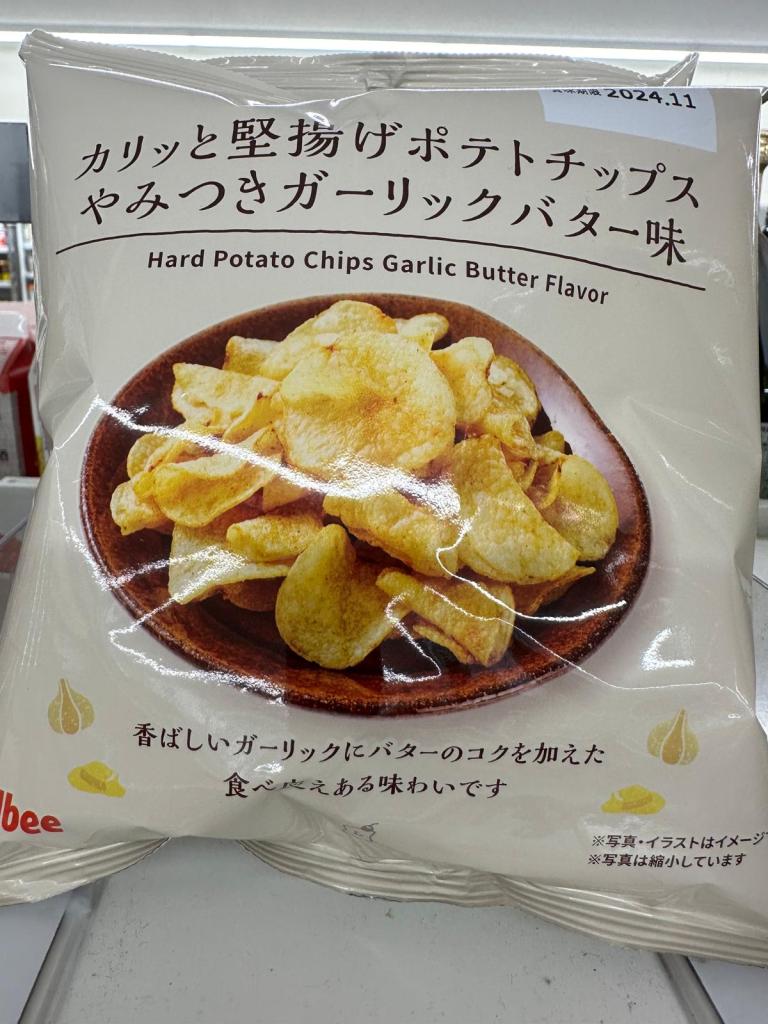 2024.11
カリッと堅揚げポテトチップス
やみつきガーリックバター味
Hard Potato Chips Garlic Butter Flavor
香ばしいガーリックにバターのコクを加えた
食べ応えある味わいです
lbee
※写真・イラストはイメージ
※写真は縮小しています